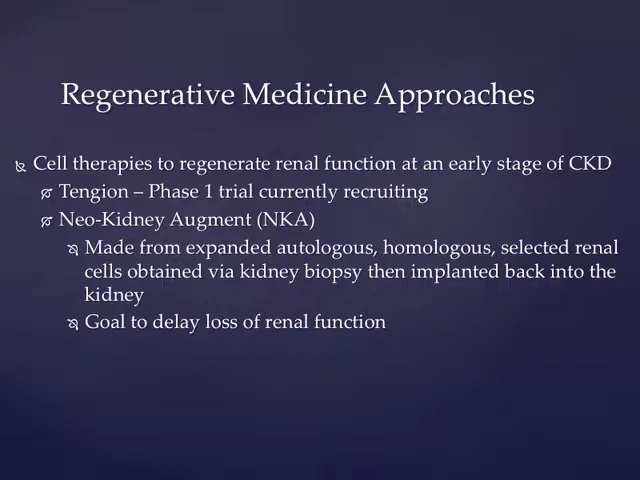 Regenerative Medicine Approaches
Cell therapies to regenerate renal function at an early stage of CKD
Tengion – Phase 1 trial currently recruiting
Neo-Kidney Augment (NKA)
Made from expanded autologous, homologous, selected renal
cells obtained via kidney biopsy then implanted back into the
kidney
Goal to delay loss of renal function